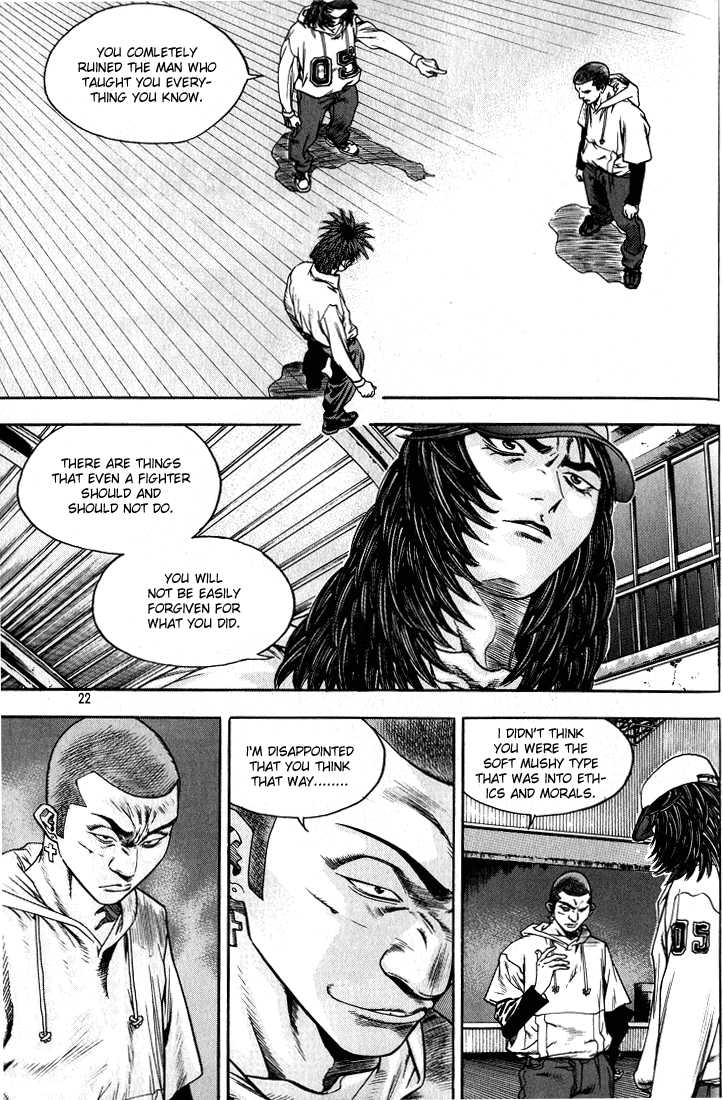 YOU COMLETELY
RUINED THE MAN WHO
TAUGHT YOU EVERY-
THING YOU KNOW.
05
THERE ARE THINGS
THAT EVEN A FIGHTER
SHOULD AND
SHOULD NOT DO.
YOU WILL
NOT BE EASILY
FORGIVEN FOR
WHAT YOU DID.
22
I'M DISAPPOINTED
THAT YOU THINK
THAT WAY........
I DIDN'T THINK
YOU WERE THE
SOFT MUSHY TYPE
THAT WAS INTO ETH-
ICS AND MORALS.
05